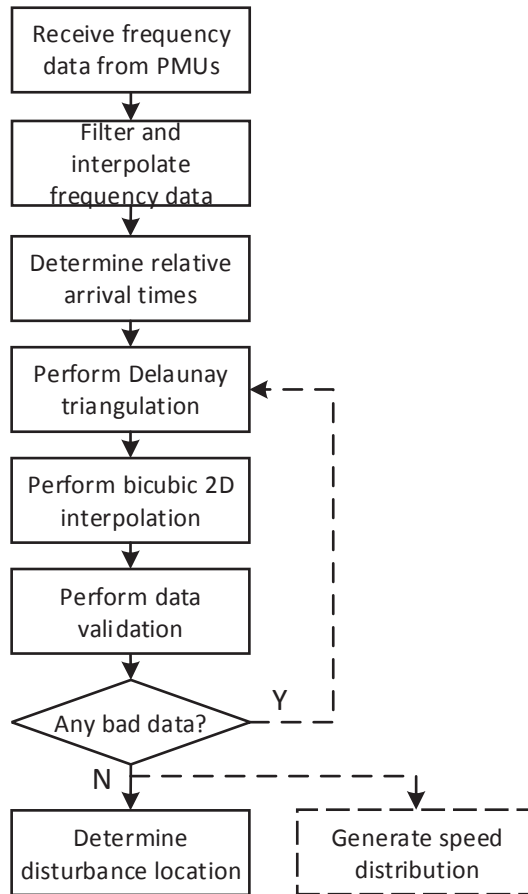 Receive frequency
data from PMUs
Filter and
interpolate
frequency data
Determine relative
arrival times
Perform Delaunay
triangulation
Perform bicubic 2D
interpolation
Perform data
validation
Any bad data?
Y
N
Determine
disturbance location
Generate speed
distribution